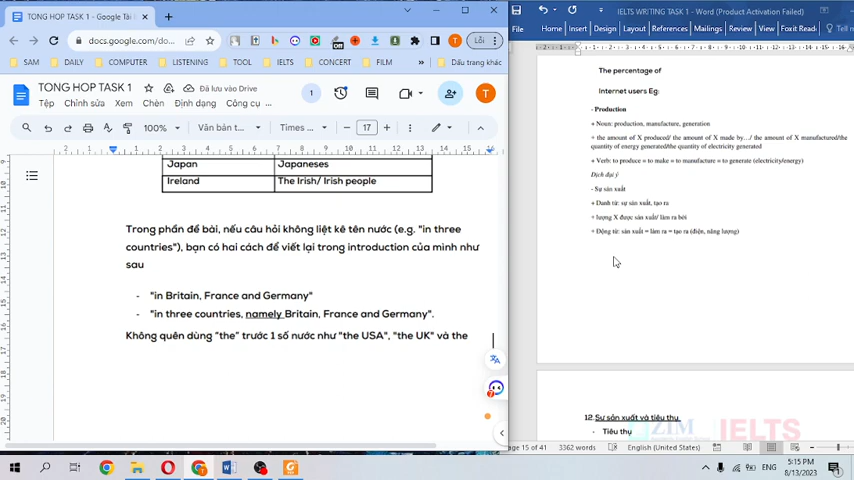 TONG HOP TASK 1 - Google Tài
IELTS WRITING TASK 1 - Word (Product Activation Failed)
docs.google.com/do...
Off
Lỗi
SAM
DAILY
COMPUTER
LISTENING
TOOL
IELTS
CONCERT
FILM
»
Dấu trang khác
TONG HOP TASK 1
Đã lưu vào Drive
Tệp Chỉnh sửa Xem Chèn Định dạng Công cụ ...
1
T
100%
Văn bản t...
Times ...
− 17 +
Japan Japaneses
Ireland The Irish/ Irish people
Trong phần đề bài, nếu câu hỏi không liệt kê tên nước (e.g. "in three
countries"), bạn có hai cách để viết lại trong introduction của mình như
sau
- "in Britain, France and Germany"
- "in three countries, namely Britain, France and Germany".
Không quên dùng "the" trước 1 số nước như "the USA", "the UK" và the
File Home Insert Design Layout References Mailings Review View Foxit Readi
Tell m
The percentage of
Internet users Eg:
- Production
+ Noun: production, manufacture, generation
+ the amount of X produced/ the amount of X made by…/ the amount of X manufactured/the
quantity of energy generated/the quantity of electricity generated
+ Verb: to produce = to make = to manufacture = to generate (electricity/energy)
Dịch đại ý
- Sự sản xuất
+ Danh từ: sự sản xuất, tạo ra
+ lượng X được sản xuất/ làm ra bởi
+ Động từ: sản xuất = làm ra = tạo ra (điện, năng lượng)
12. Sự sản xuất và tiêu thụ
- Tiêu thụ
ZIM IELTS
Page 15 of 41 3362 words English (United States)
ENG
5:15 PM
8/13/2023